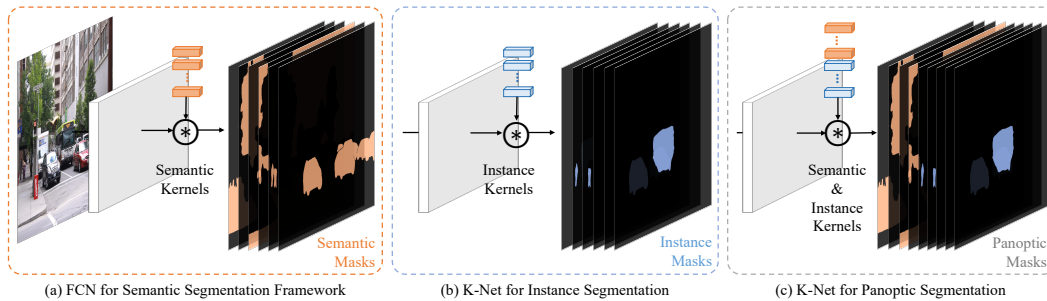 Semantic
Kernels
Semantic
Masks
(a) FCN for Semantic Segmentation Framework
Instance
Kernels
Instance
Masks
(b) K-Net for Instance Segmentation
Semantic
&
Instance
Kernels
Panoptic
Masks
(c) K-Net for Panoptic Segmentation